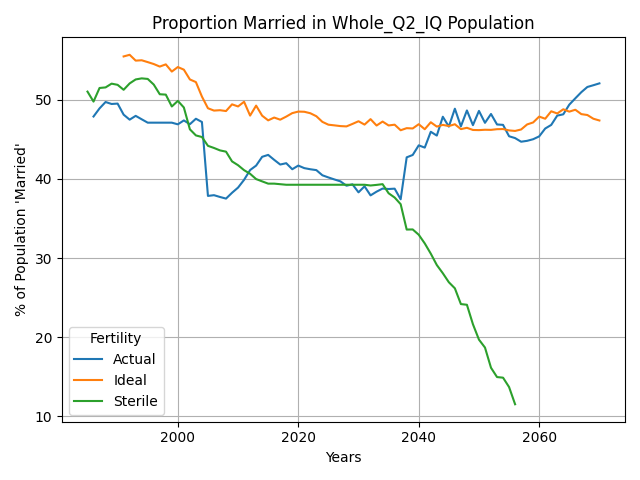 Proportion Married in Whole_Q2_IQ Population
% of Population 'Married'
50
40
30
20
10
Fertility
Actual
Ideal
Sterile
2000 2020 2040 2060
Years